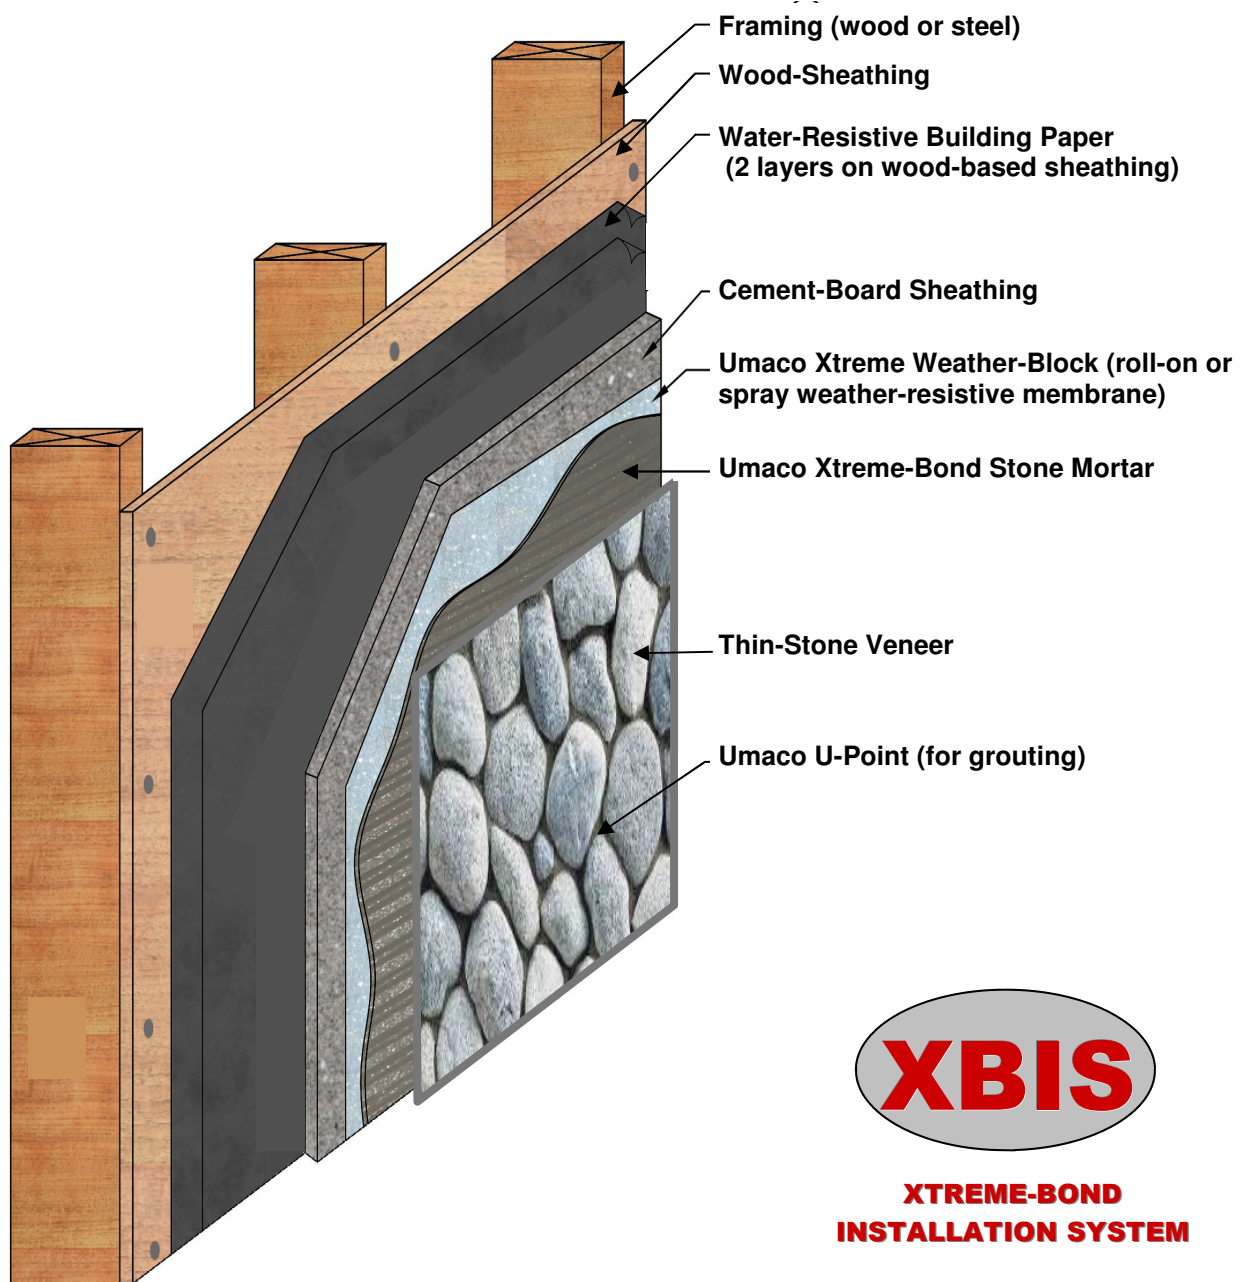 Framing (wood or steel)
Wood-Sheathing
Water-Resistive Building Paper
(2 layers on wood-based sheathing)
Cement-Board Sheathing
Umaco Xtreme Weather-Block (roll-on or
spray weather-resistive membrane)
Umaco Xtreme-Bond Stone Mortar
Thin-Stone Veneer
Umaco U-Point (for grouting)
XBIS
XTREME-BOND
INSTALLATION SYSTEM